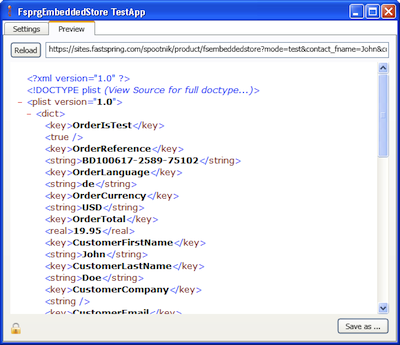 FsprgEmbeddedStore TestApp
Settings Preview
Reload https://sites.fastspring.com/spootnik/product/fsembeddedstore?mode=test&contact_fname=John&c
<?xml version="1.0" ?>
<!DOCTYPE plist (View Source for full doctype...)>
- <plist version="1.0">
- <dict>
<key>OrderIsTest</key>
<true />
<key>OrderReference</key>
<string>BD100617-2589-75102</string>
<key>OrderLanguage</key>
<string>de</string>
<key>OrderCurrency</key>
<string>USD</string>
<key>OrderTotal</key>
<real>19.95</real>
<key>CustomerFirstName</key>
<string>John</string>
<key>CustomerLastName</key>
<string>Doe</string>
<key>CustomerCompany</key>
<string />
<key>CustomerEmail</key>
Save as ...